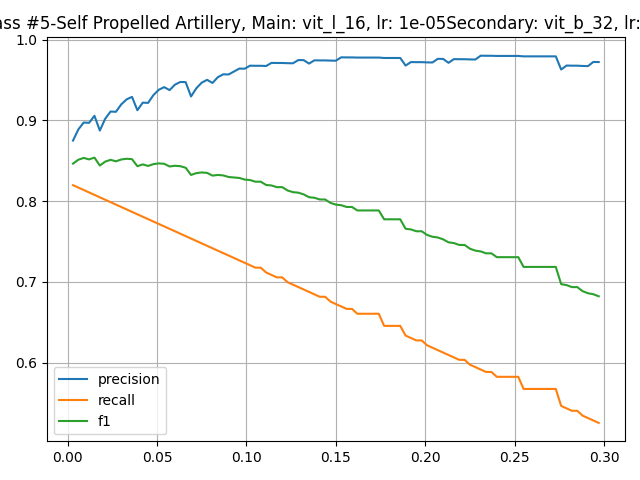 ass #5-Self Propelled Artillery, Main: vit_l_16, lr: 1e-05Secondary: vit_b_32, lr:
1.0
0.9
0.8
0.7
0.6
precision
recall
f1
0.00 0.05 0.10 0.15 0.20 0.25 0.30